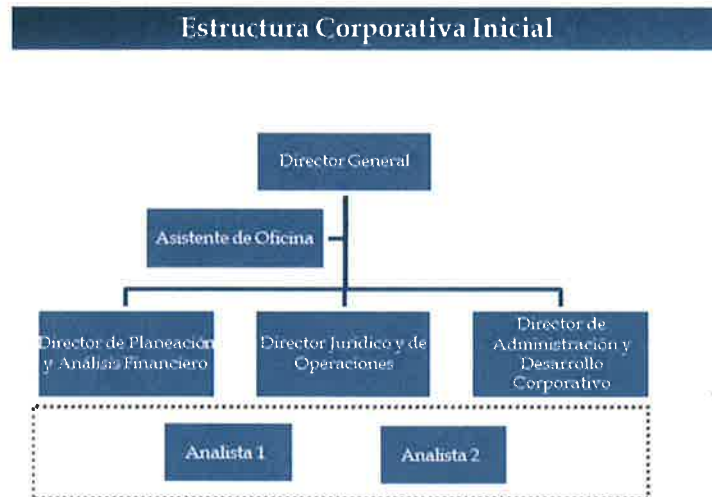 Estructura Corporativa Inicial
Director General
Asistente de Oficina
Director de Planeación
y Análisis Financiero
Director Jurídico y de
Operaciones
Director de
Administración y
Desarrollo
Corporativo
Analista 1
Analista 2